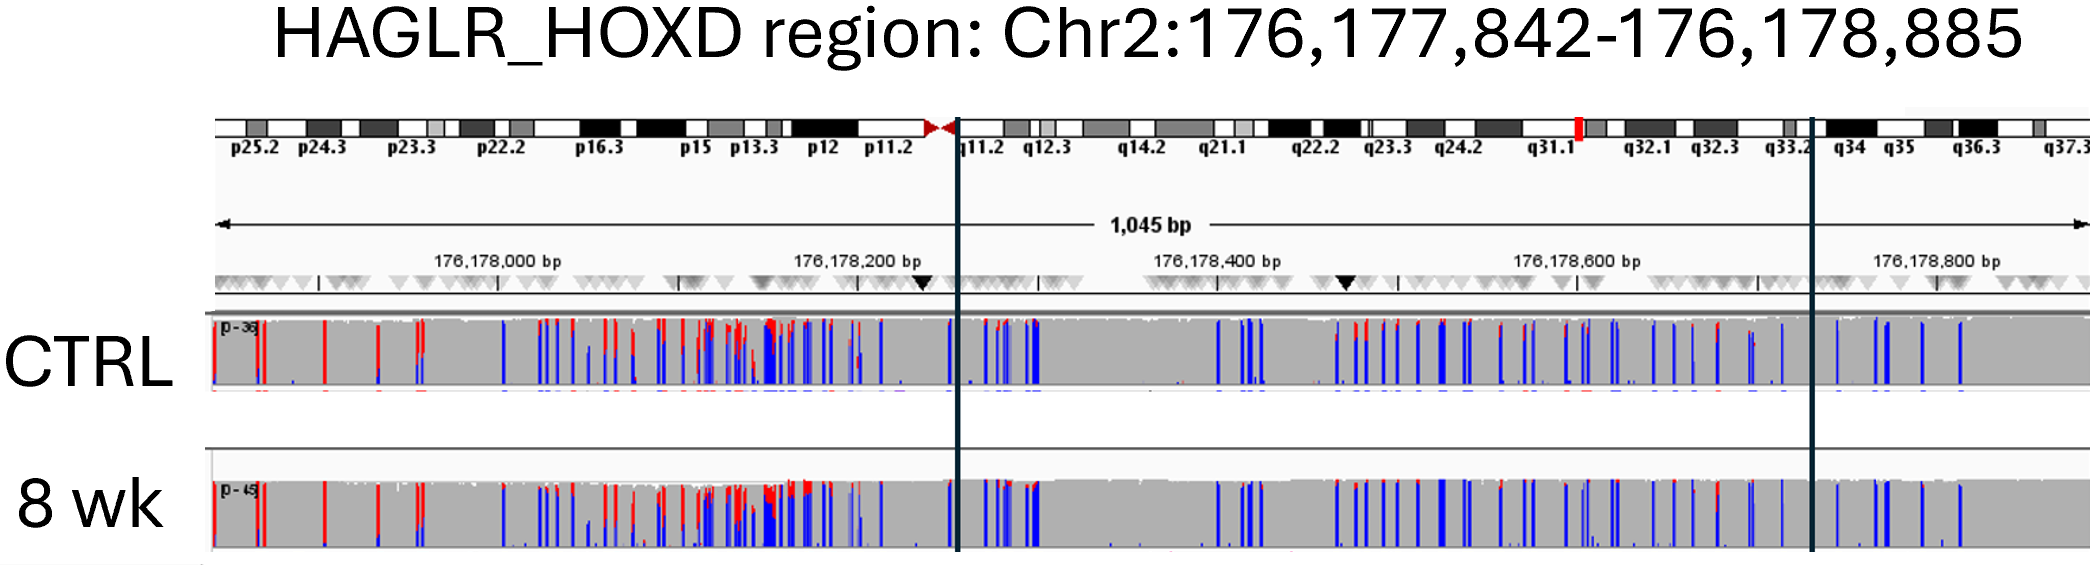 HAGLR_HOXD region: Chr2:176,177,842-176,178,885
p25.2 p24.3 p23.3 p22.2 p16.3 p15 p13.3 p12 p11.2 q11.2 q12.3 q14.2 q21.1 q22.2 q23.3 q24.2 q31.1 q32.1 q32.3 q33.2 q34 q35 q36.3 q37.3
1,045 bp
176,178,000 bp 176,178,200 bp 176,178,400 bp 176,178,600 bp 176,178,800 bp
CTRL
8 wk